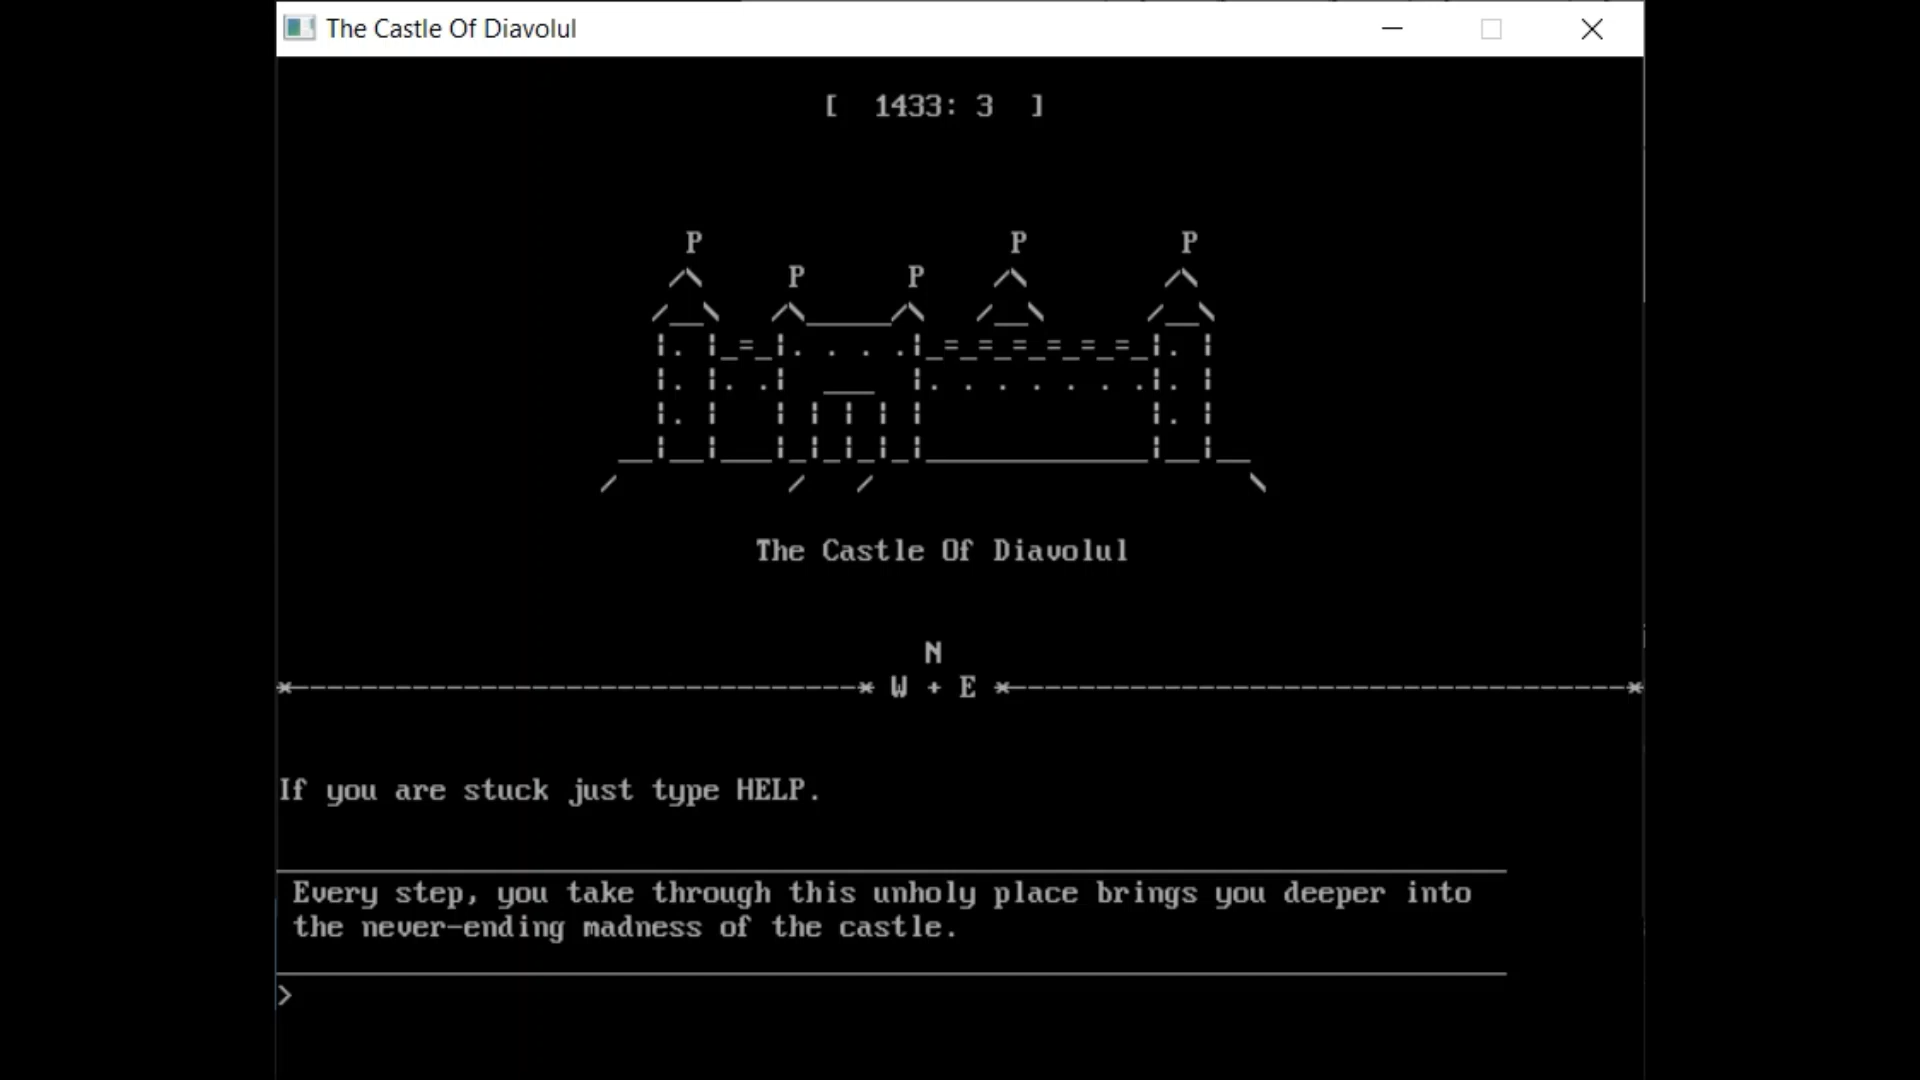 The Castle Of Diavolul
[ 1433: 3 ]
P P P
P P
The Castle Of Diavolul
N
W + E
If you are stuck just type HELP.
Every step, you take through this unholy place brings you deeper into
the never-ending madness of the castle.
>